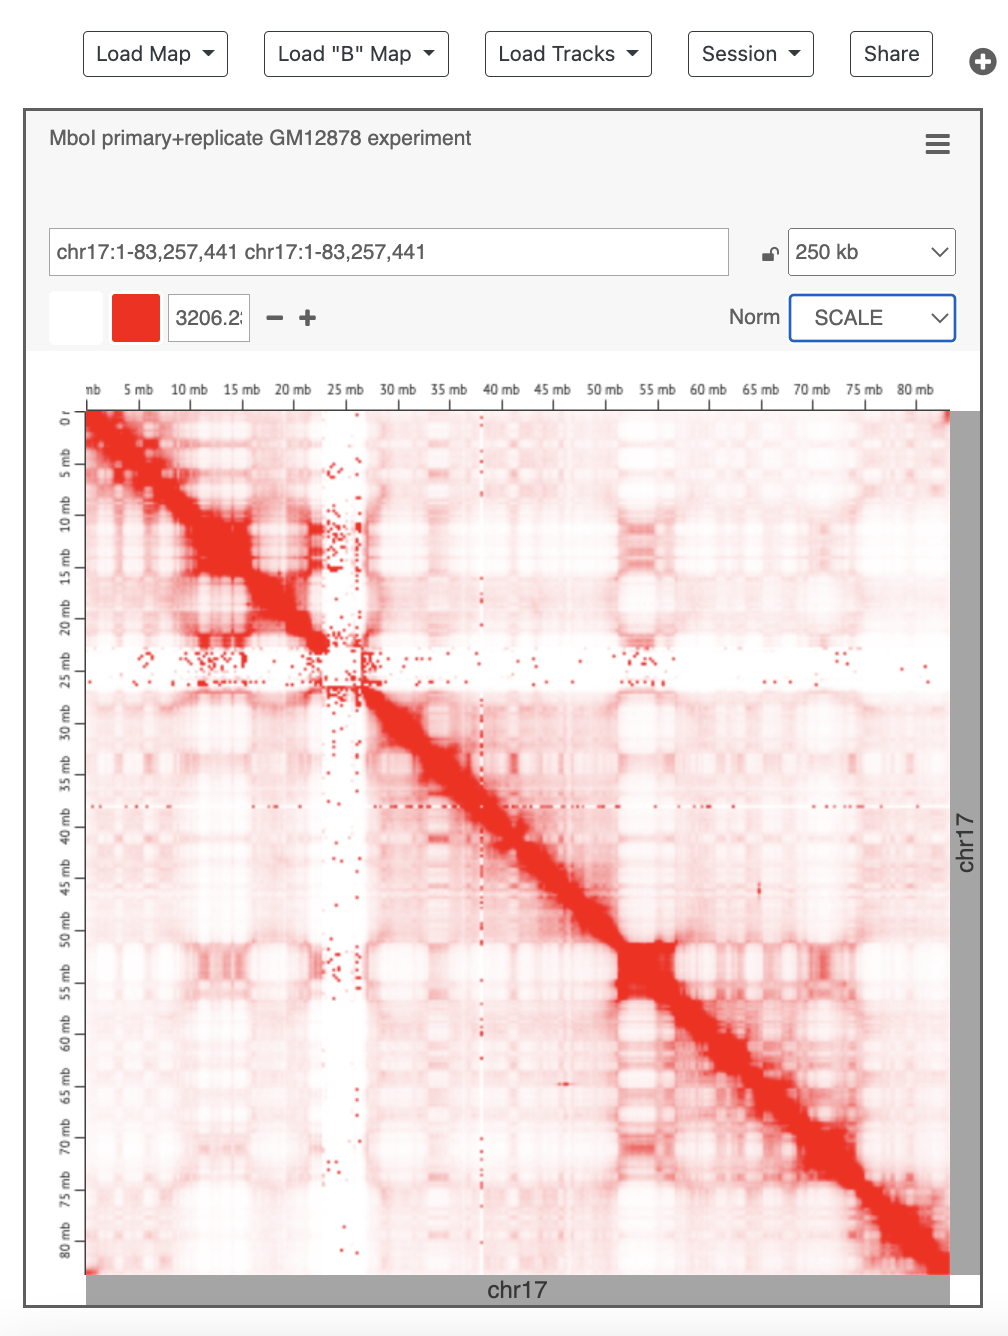 Load Map
Load "B" Map
Load Tracks
Session
Share
MboI primary+replicate GM12878 experiment
chr17:1-83,257,441 chr17:1-83,257,441
250 kb
3206.2
Norm
SCALE
mb 5 mb 10 mb 15 mb 20 mb 25 mb 30 mb 35 mb 40 mb 45 mb 50 mb 55 mb 60 mb 65 mb 70 mb 75 mb 80 mb
0
5 mb
10 mb
15 mb
20 mb
25 mb
30 mb
35 mb
40 mb
45 mb
50 mb
55 mb
60 mb
65 mb
70 mb
75 mb
80 mb
chr17
chr17